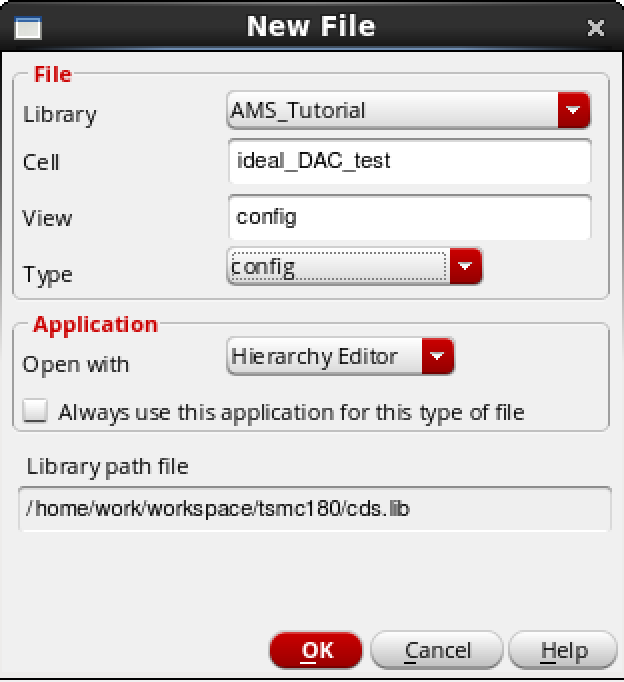 New File
File
Library AMS_Tutorial
Cell ideal_DAC_test
View config
Type config
Application
Open with Hierarchy Editor
Always use this application for this type of file
Library path file
/home/work/workspace/tsmc180/cds.lib
OK Cancel Help